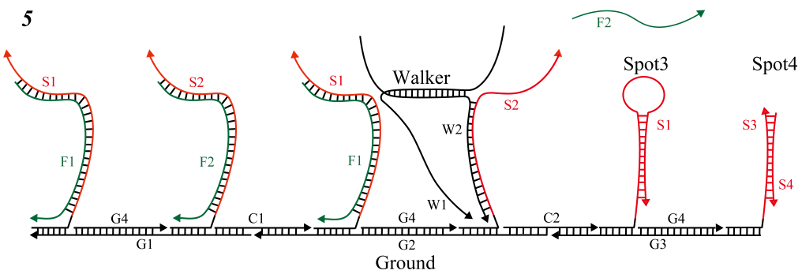 5
F2
Spot3
Spot4
S1
S2
S1
Walker
S2
S1
S3
W2
F1
F2
F1
S4
W1
G4
C1
G4
C2
G4
G1
G2
G3
Ground